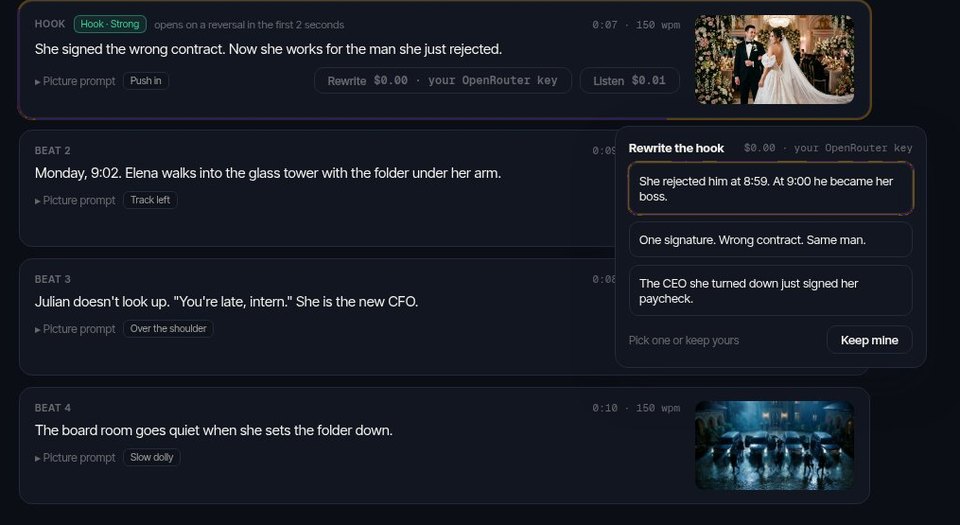 HOOK Hook · Strong opens on a reversal in the first 2 seconds 0:07 · 150 wpm
She signed the wrong contract. Now she works for the man she just rejected.
▸ Picture prompt Push in Rewrite $0.00 · your OpenRouter key Listen $0.01
BEAT 2
Monday, 9:02. Elena walks into the glass tower with the folder under her arm.
▸ Picture prompt Track left
BEAT 3
Julian doesn't look up. "You're late, intern." She is the new CFO.
▸ Picture prompt Over the shoulder
Rewrite the hook $0.00 · your OpenRouter key
She rejected him at 8:59. At 9:00 he became her
boss.
One signature. Wrong contract. Same man.
The CEO she turned down just signed her
paycheck.
Pick one or keep yours Keep mine
BEAT 4 0:10 · 150 wpm
The board room goes quiet when she sets the folder down.
▸ Picture prompt Slow dolly